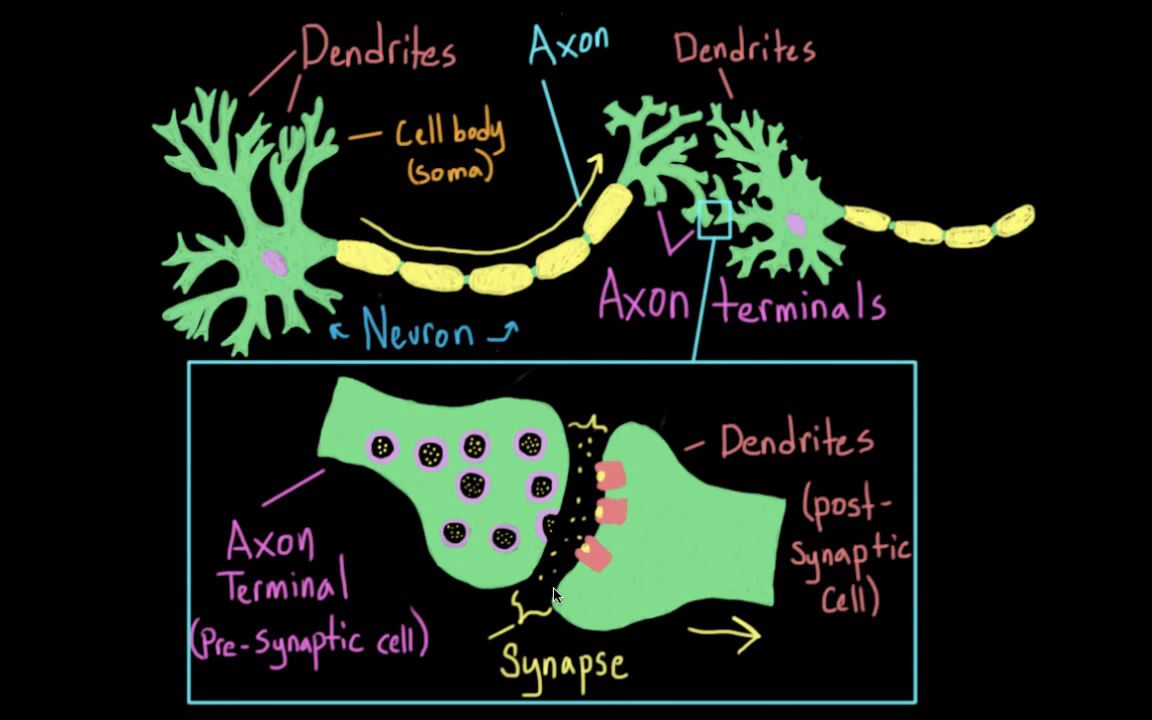 Dendrites
Axon
Dendrites
Cell body
(soma)
Neuron
Axon terminals
Dendrites
(post-
synaptic
cell)
Axon
Terminal
(Pre-synaptic cell)
Synapse